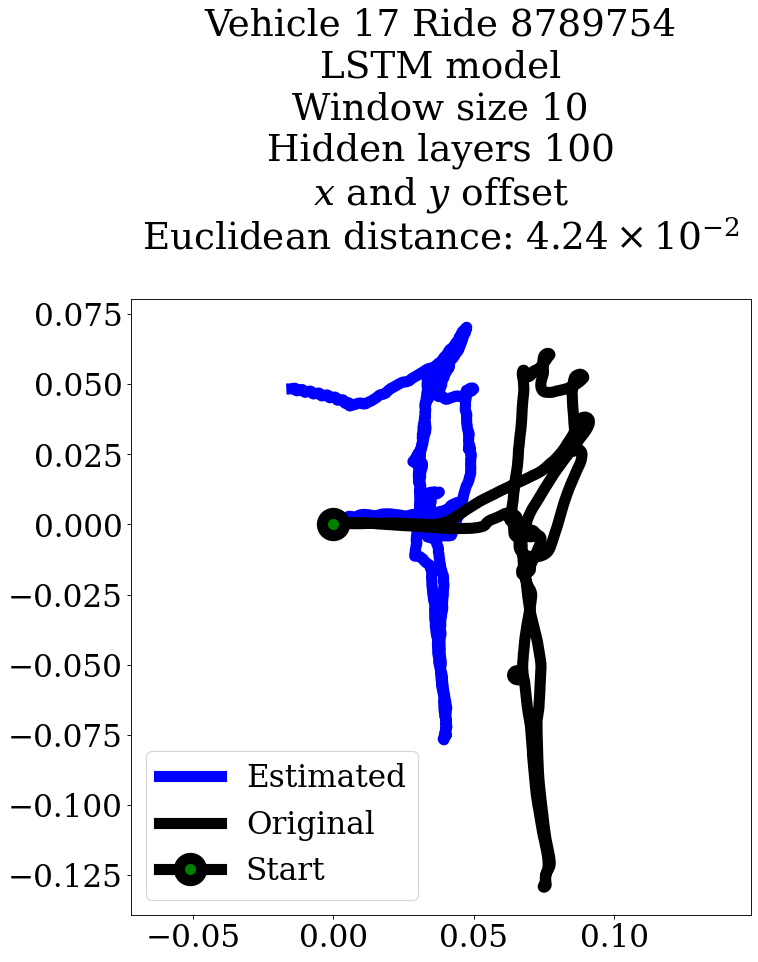 Vehicle 17 Ride 8789754
LSTM model
Window size 10
Hidden layers 100
x and y offset
Euclidean distance: 4.24 × 10⁻²
0.075
0.050
0.025
0.000
−0.025
−0.050
−0.075
−0.100
−0.125
Estimated
Original
Start
−0.05 0.00 0.05 0.10